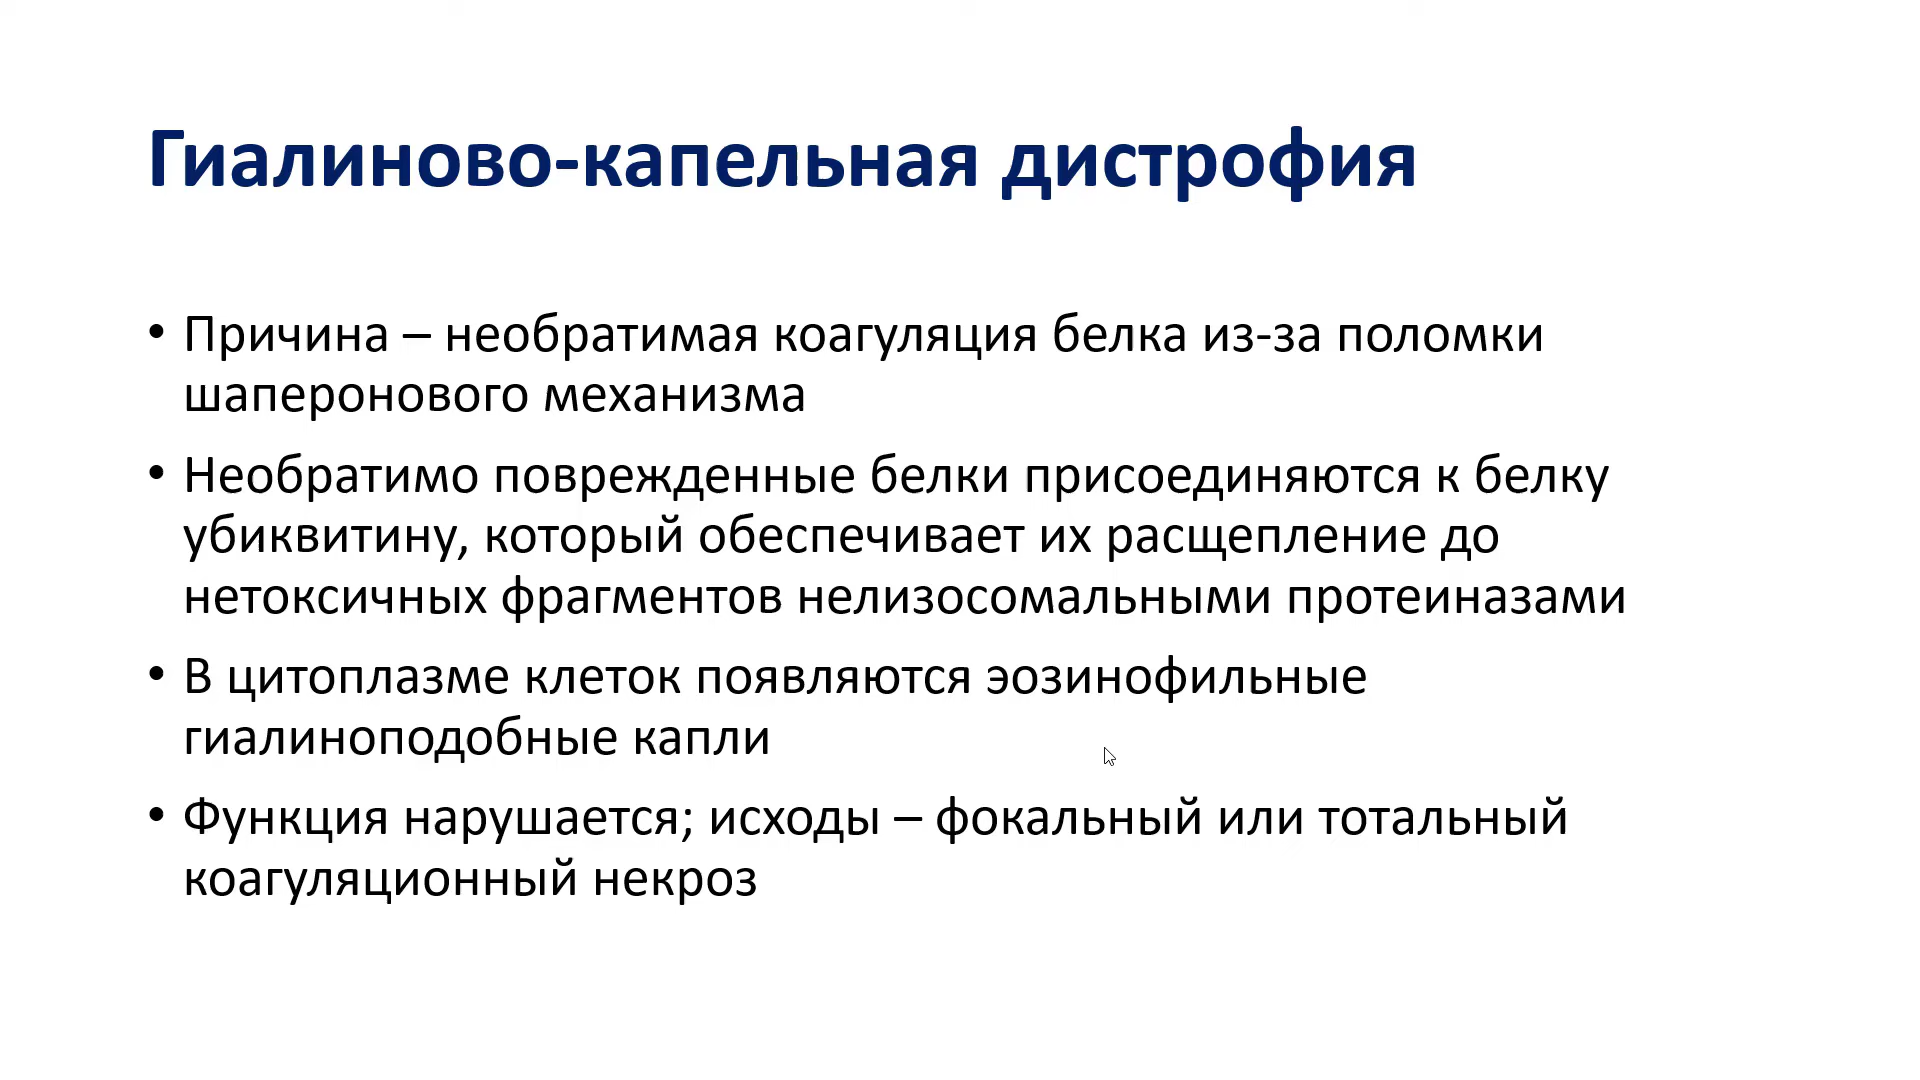 Гиалиново-капельная дистрофия
• Причина – необратимая коагуляция белка из-за поломки
шаперонового механизма
• Необратимо поврежденные белки присоединяются к белку
убиквитину, который обеспечивает их расщепление до
нетоксичных фрагментов нелизосомальными протеиназами
• В цитоплазме клеток появляются эозинофильные
гиалиноподобные капли
• Функция нарушается; исходы – фокальный или тотальный
коагуляционный некроз